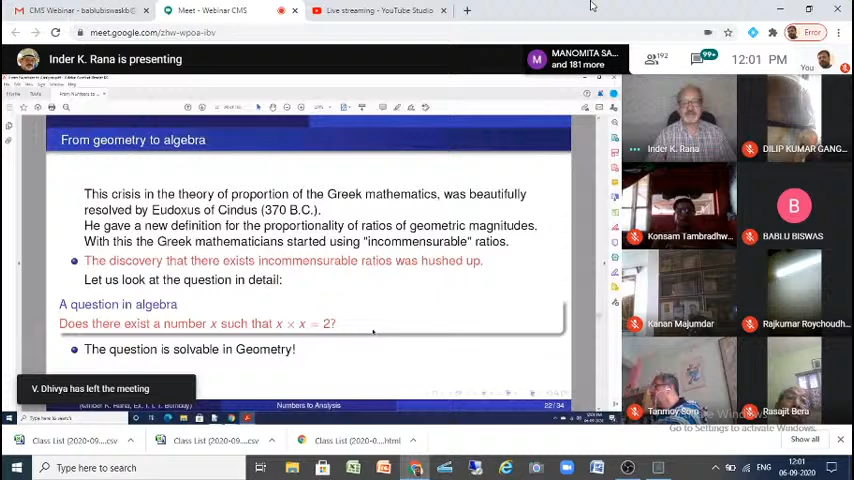 CMS Webinar - bablubiswaskb@
Meet - Webinar CMS
Live streaming - YouTube Studio
meet.google.com/zhw-wpoa-ibv
Error
Inder K. Rana is presenting
MANOMITA SA...
and 181 more
192
99+
12:01 PM
You
From geometry to algebra
This crisis in the theory of proportion of the Greek mathematics, was beautifully
resolved by Eudoxus of Cindus (370 B.C.).
He gave a new definition for the proportionality of ratios of geometric magnitudes.
With this the Greek mathematicians started using "incommensurable" ratios.
The discovery that there exists incommensurable ratios was hushed up.
Let us look at the question in detail:
A question in algebra
Does there exist a number x such that x × x = 2?
The question is solvable in Geometry!
Numbers to Analysis
22/34
V. Dhivya has left the meeting
Inder K. Rana
DILIP KUMAR GANG...
Konsam Tambradhw...
B
BABLU BISWAS
Kanan Majumdar
Rajkumar Roychoudh...
Tanmoy Som
Rasajit Bera
Activate Windows
Go to Settings to activate Windows.
Class List (2020-09....csv
Class List (2020-09....csv
Class List (2020-0....html
Show all
Type here to search
ENG
12:01
06-09-2020